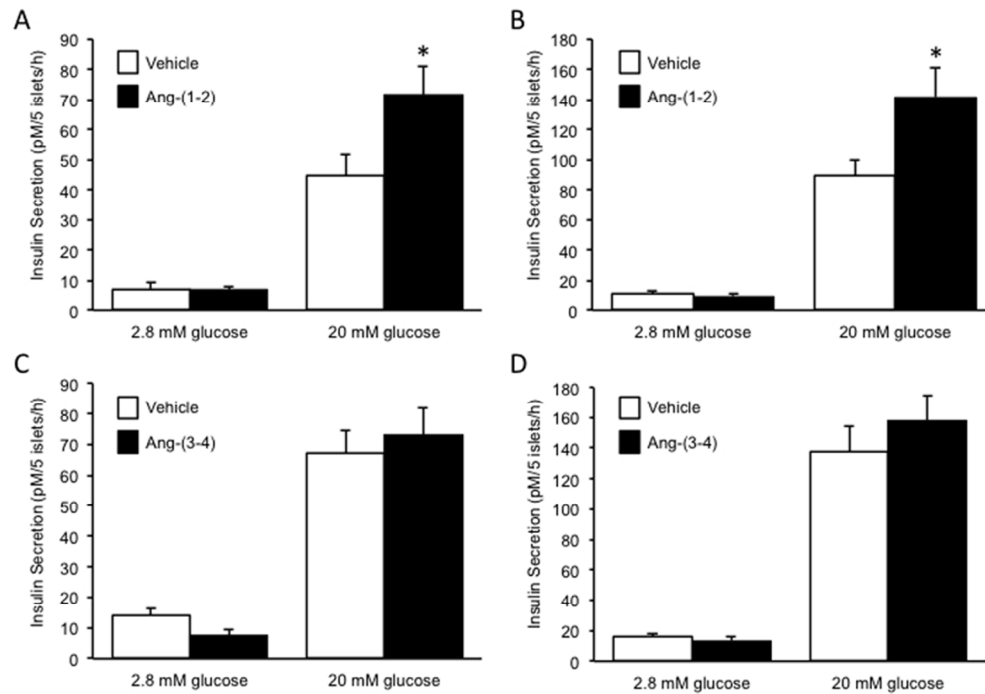 A
Insulin Secretion (pM/5 islets/h)
90
80
70
60
50
40
30
20
10
0
Vehicle
Ang-(1-2)
*
2.8 mM glucose
20 mM glucose
B
Insulin Secretion (pM/5 islets/h)
180
160
140
120
100
80
60
40
20
0
Vehicle
Ang-(1-2)
*
2.8 mM glucose
20 mM glucose
C
Insulin Secretion (pM/5 islets/h)
90
80
70
60
50
40
30
20
10
0
Vehicle
Ang-(3-4)
2.8 mM glucose
20 mM glucose
D
Insulin Secretion (pM/5 islets/h)
180
160
140
120
100
80
60
40
20
0
Vehicle
Ang-(3-4)
2.8 mM glucose
20 mM glucose